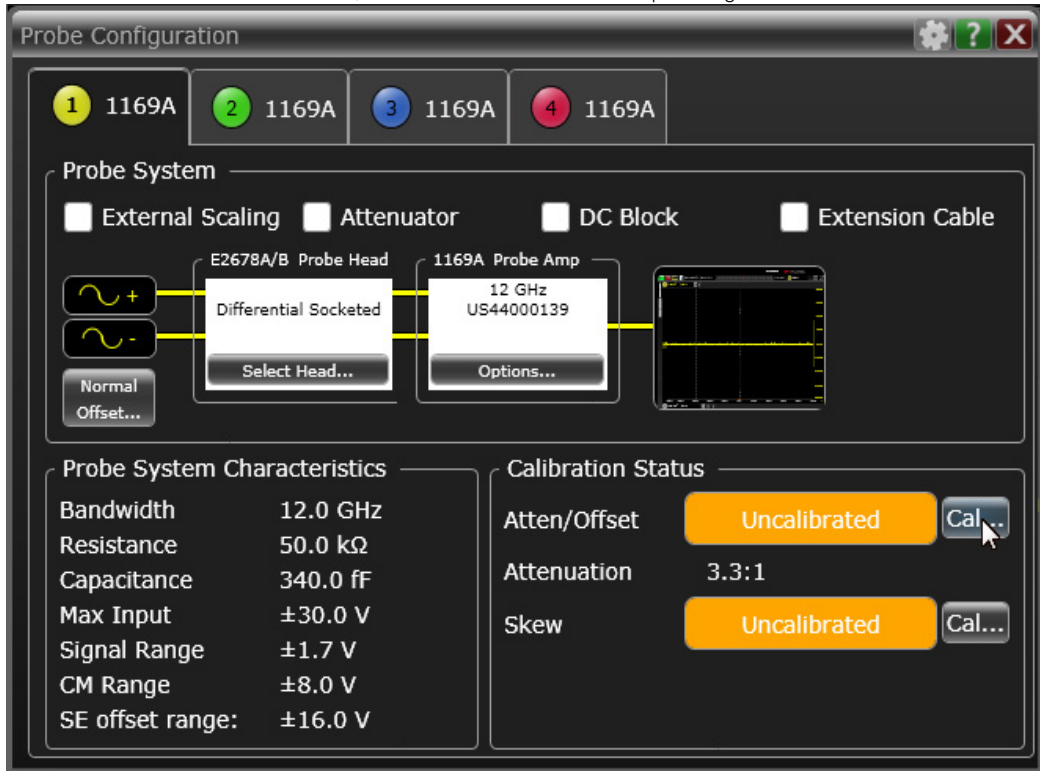 Probe Configuration ?
1 1169A 2 1169A 3 1169A 4 1169A
Probe System
External Scaling Attenuator DC Block Extension Cable
E2678A/B Probe Head 1169A Probe Amp
+ Differential Socketed 12 GHz
US44000139
-
Select Head... Options...
Normal
Offset...
Probe System Characteristics
Bandwidth 12.0 GHz
Resistance 50.0 kΩ
Capacitance 340.0 fF
Max Input ±30.0 V
Signal Range ±1.7 V
CM Range ±8.0 V
SE offset range: ±16.0 V
Calibration Status
Atten/Offset Uncalibrated Cal...
Attenuation 3.3:1
Skew Uncalibrated Cal...